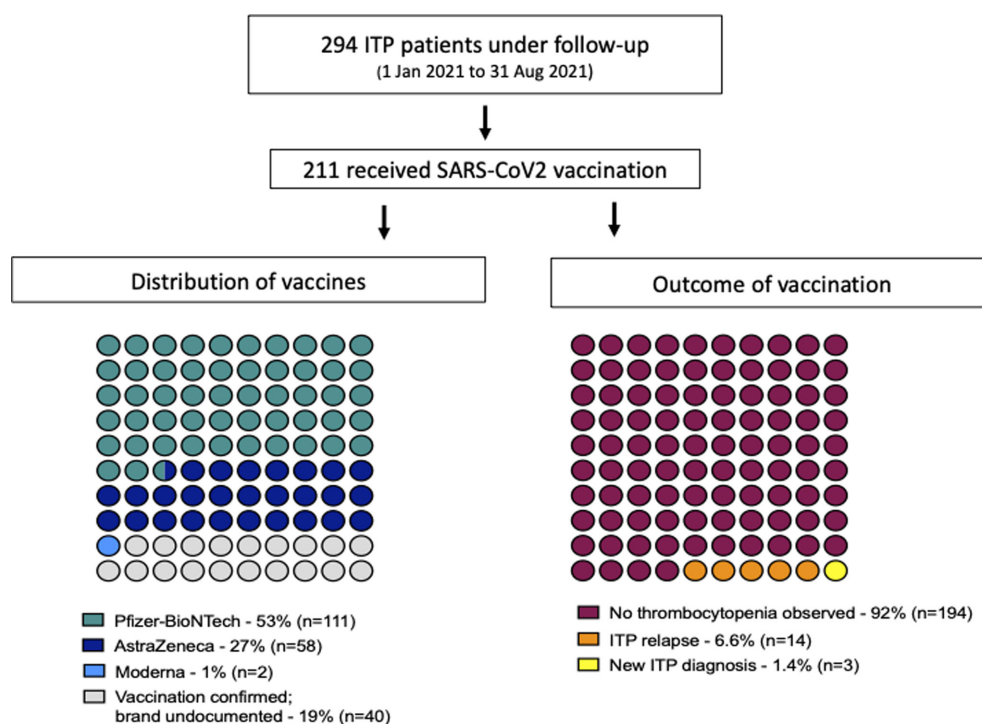 294 ITP patients under follow-up
(1 Jan 2021 to 31 Aug 2021)
211 received SARS-CoV2 vaccination
Distribution of vaccines
Pfizer-BioNTech - 53% (n=111)
AstraZeneca - 27% (n=58)
Moderna - 1% (n=2)
Vaccination confirmed;
brand undocumented - 19% (n=40)
Outcome of vaccination
No thrombocytopenia observed - 92% (n=194)
ITP relapse - 6.6% (n=14)
New ITP diagnosis - 1.4% (n=3)